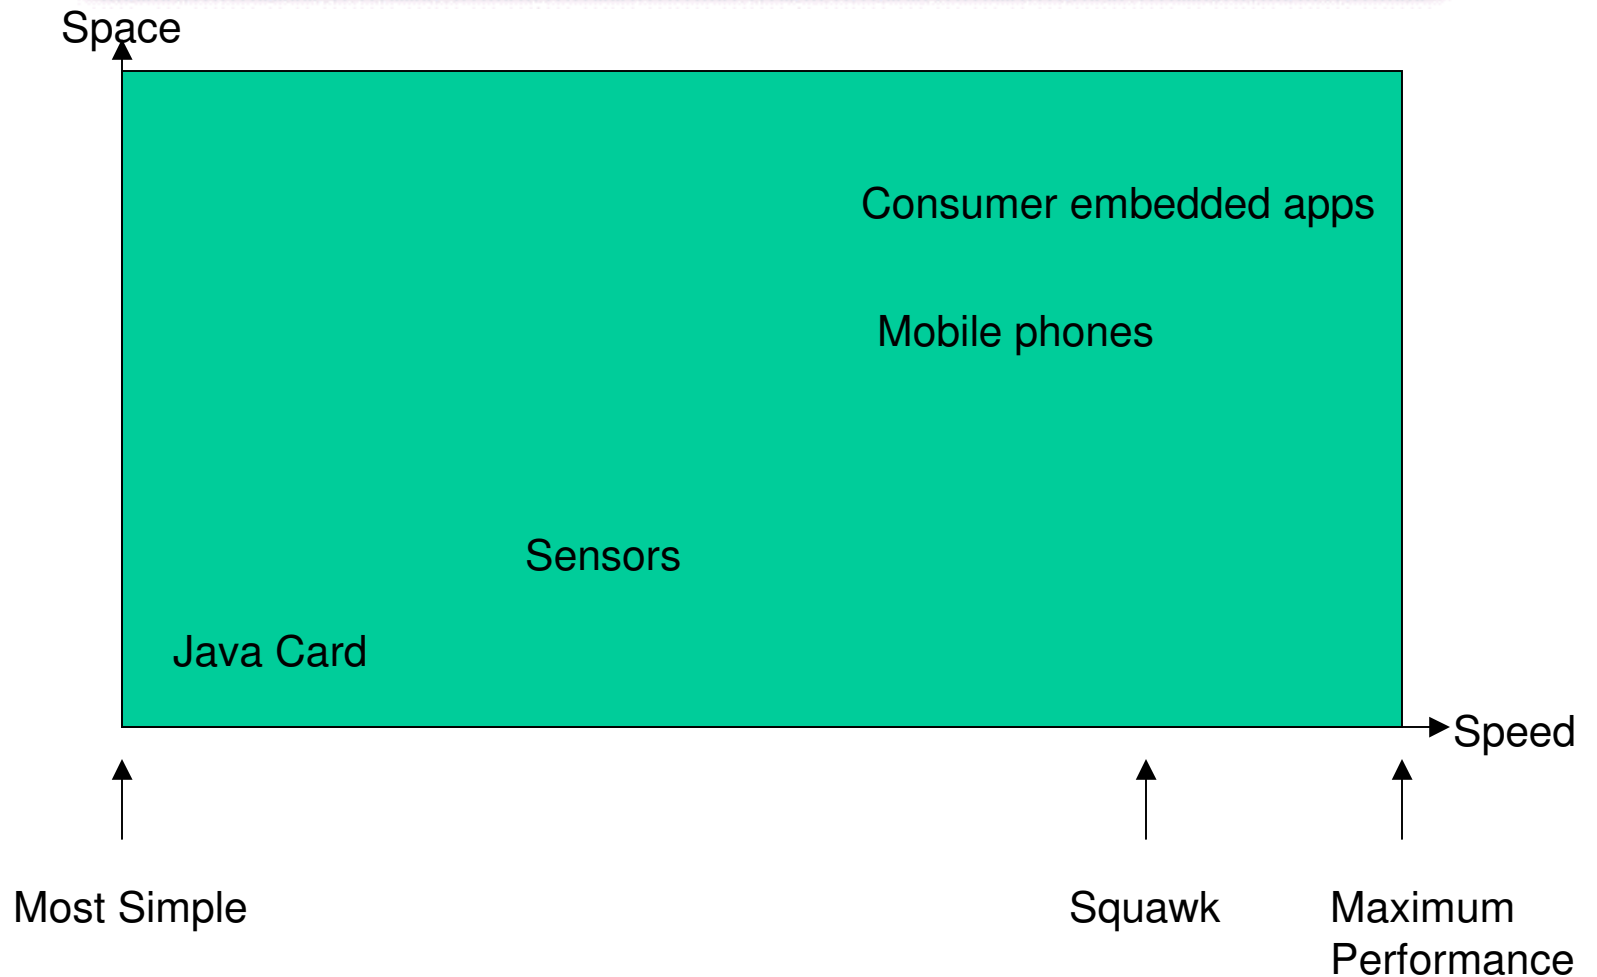 Space
Consumer embedded apps
Mobile phones
Sensors
Java Card
Speed
Most Simple
Squawk
Maximum
Performance